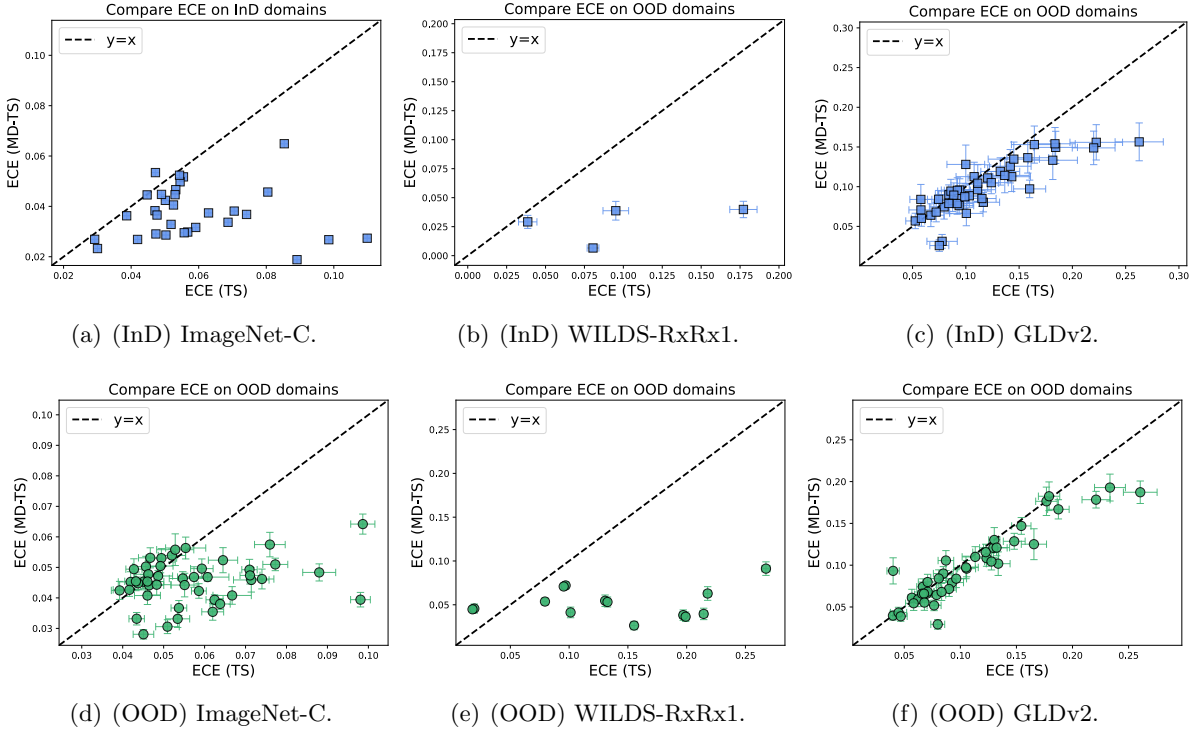 Compare ECE on InD domains
y=x
ECE (MD-TS)
0.10
0.08
0.06
0.04
0.02
0.02 0.04 0.06 0.08 0.10
ECE (TS)
(a) (InD) ImageNet-C.
Compare ECE on OOD domains
y=x
ECE (MD-TS)
0.200
0.175
0.150
0.125
0.100
0.075
0.050
0.025
0.000
0.000 0.025 0.050 0.075 0.100 0.125 0.150 0.175 0.200
ECE (TS)
(b) (InD) WILDS-RxRx1.
Compare ECE on OOD domains
y=x
ECE (MD-TS)
0.30
0.25
0.20
0.15
0.10
0.05
0.05 0.10 0.15 0.20 0.25 0.30
ECE (TS)
(c) (InD) GLDv2.
Compare ECE on OOD domains
y=x
ECE (MD-TS)
0.10
0.09
0.08
0.07
0.06
0.05
0.04
0.03
0.03 0.04 0.05 0.06 0.07 0.08 0.09 0.10
ECE (TS)
(d) (OOD) ImageNet-C.
Compare ECE on OOD domains
y=x
ECE (MD-TS)
0.25
0.20
0.15
0.10
0.05
0.05 0.10 0.15 0.20 0.25
ECE (TS)
(e) (OOD) WILDS-RxRx1.
Compare ECE on OOD domains
y=x
ECE (MD-TS)
0.25
0.20
0.15
0.10
0.05
0.05 0.10 0.15 0.20 0.25
ECE (TS)
(f) (OOD) GLDv2.